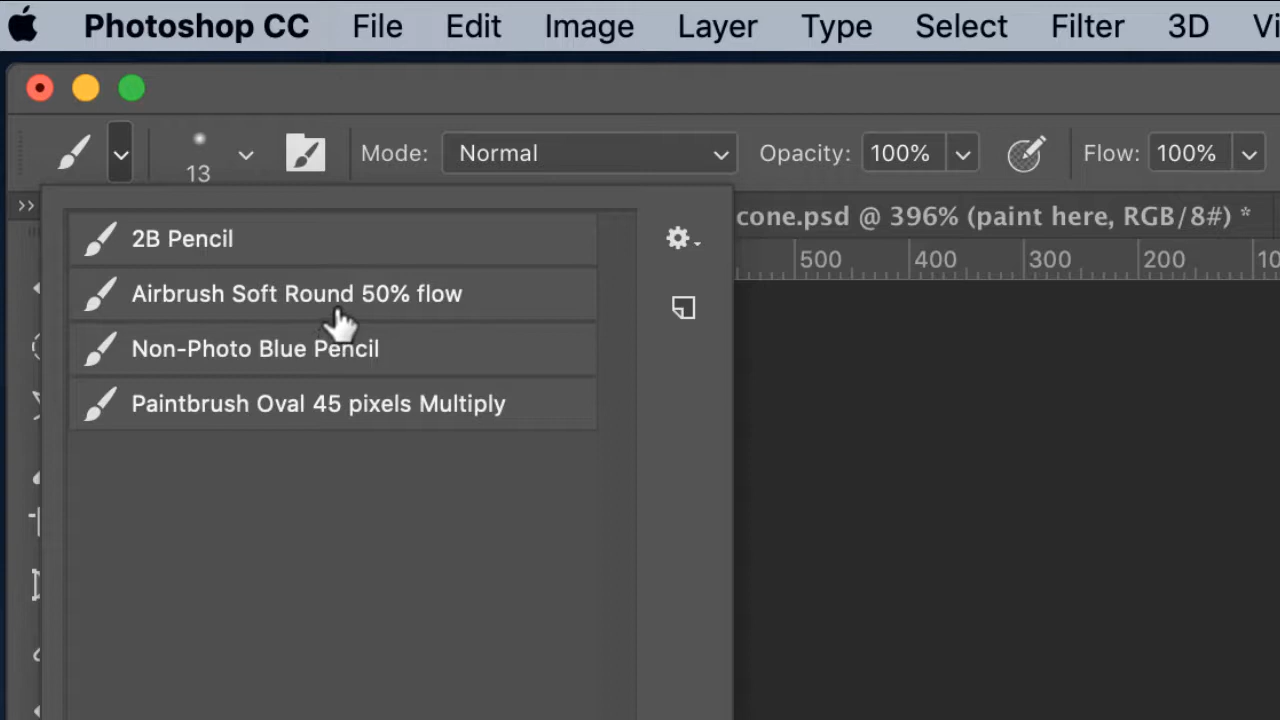 Photoshop CC File Edit Image Layer Type Select Filter 3D Vi
13 Mode: Normal Opacity: 100% Flow: 100%
cone.psd @ 396% (paint here, RGB/8#) *
500 400 300 200 10
2B Pencil
Airbrush Soft Round 50% flow
Non-Photo Blue Pencil
Paintbrush Oval 45 pixels Multiply